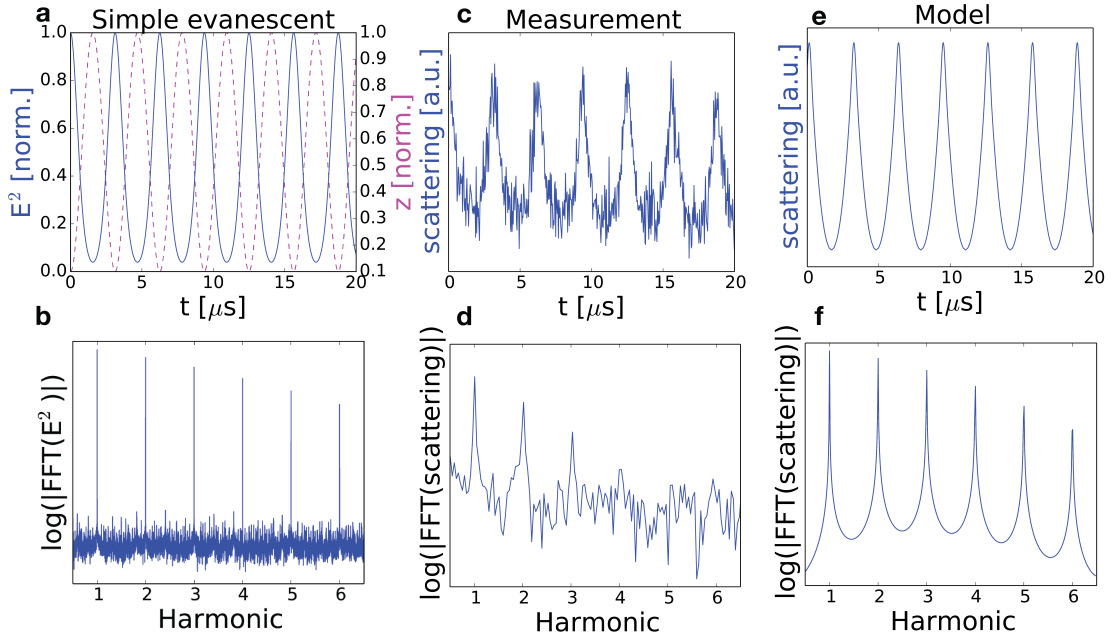 a
Simple evanescent
E² [norm.]
1.0
0.8
0.6
0.4
0.2
0.0
1.0
0.9
0.8
0.7
0.6
0.5
0.4
0.3
0.2
0.1
z [norm.]
0 5 10 15 20
t [μs]
c
Measurement
scattering [a.u.]
0 5 10 15 20
t [μs]
e
Model
scattering [a.u.]
0 5 10 15 20
t [μs]
b
log(|FFT(E² )|)
1 2 3 4 5 6
Harmonic
d
log(|FFT(scattering)|)
1 2 3 4 5 6
Harmonic
f
log(|FFT(scattering)|)
1 2 3 4 5 6
Harmonic